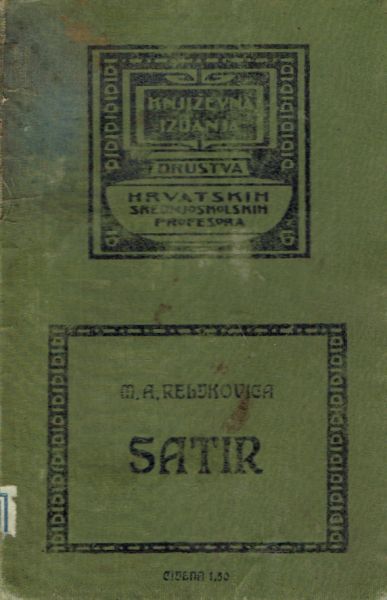 KNJIŽEVNA
IZDANJA
DRUŠTVA
HRVATSKIH
SREDNJOŠKOLSKIH
PROFESORA
M. A. RELJKOVIĆA
SATIR
CIJENA 1,50